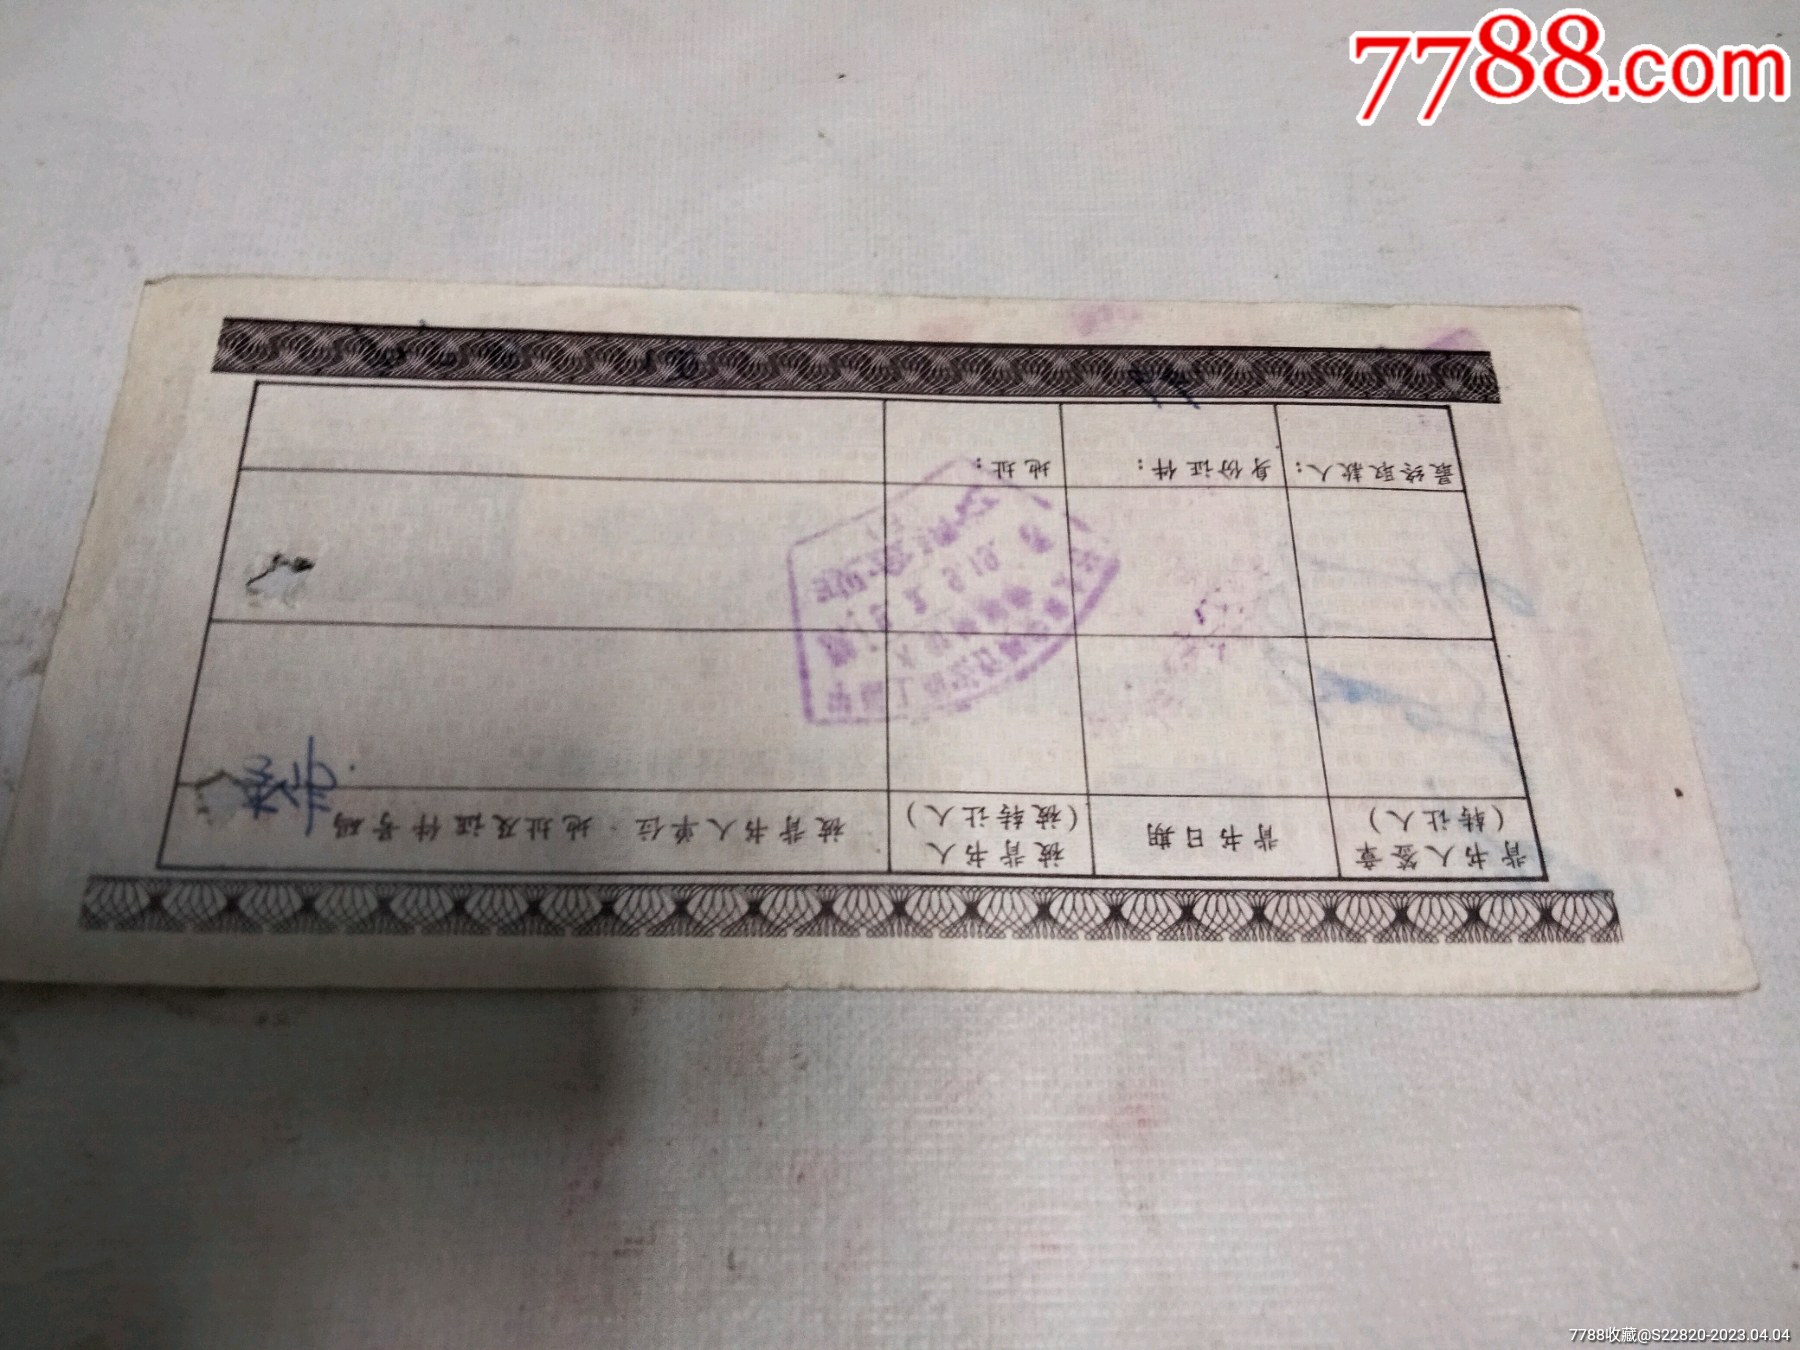 7788.com
背书人签章
（转让人）
背书日期
被背书人
（被转让人）
被背书人单位、地址及证件号码
最终取款人：
身份证件：
地址：
7788收藏@S22820-2023.04.04